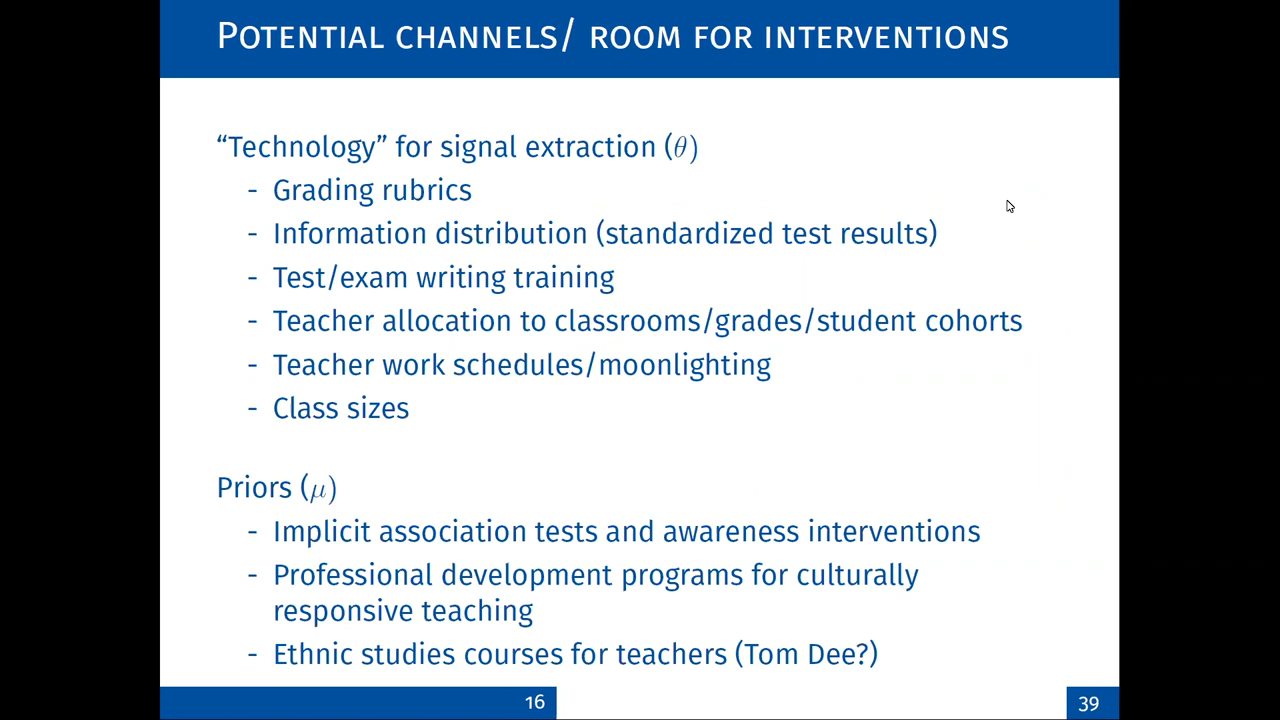 Potential channels/ room for interventions
“Technology” for signal extraction (θ)
- Grading rubrics
- Information distribution (standardized test results)
- Test/exam writing training
- Teacher allocation to classrooms/grades/student cohorts
- Teacher work schedules/moonlighting
- Class sizes
Priors (μ)
- Implicit association tests and awareness interventions
- Professional development programs for culturally
responsive teaching
- Ethnic studies courses for teachers (Tom Dee?)
16
39